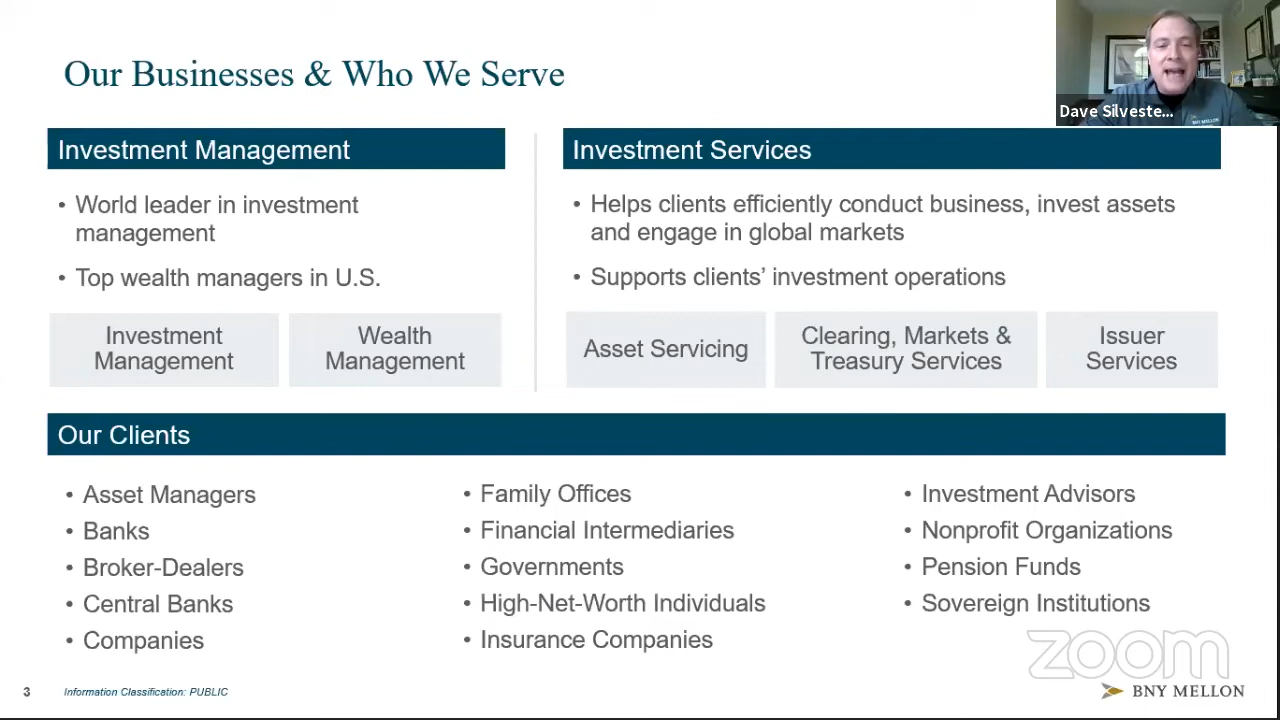 Our Businesses & Who We Serve
Dave Silveste...
BNY MELLON
Investment Management
• World leader in investment
management
• Top wealth managers in U.S.
Investment
Management
Wealth
Management
Investment Services
• Helps clients efficiently conduct business, invest assets
and engage in global markets
• Supports clients’ investment operations
Asset Servicing
Clearing, Markets &
Treasury Services
Issuer
Services
Our Clients
• Asset Managers
• Banks
• Broker-Dealers
• Central Banks
• Companies
• Family Offices
• Financial Intermediaries
• Governments
• High-Net-Worth Individuals
• Insurance Companies
• Investment Advisors
• Nonprofit Organizations
• Pension Funds
• Sovereign Institutions
zoom
3
Information Classification: PUBLIC
BNY MELLON